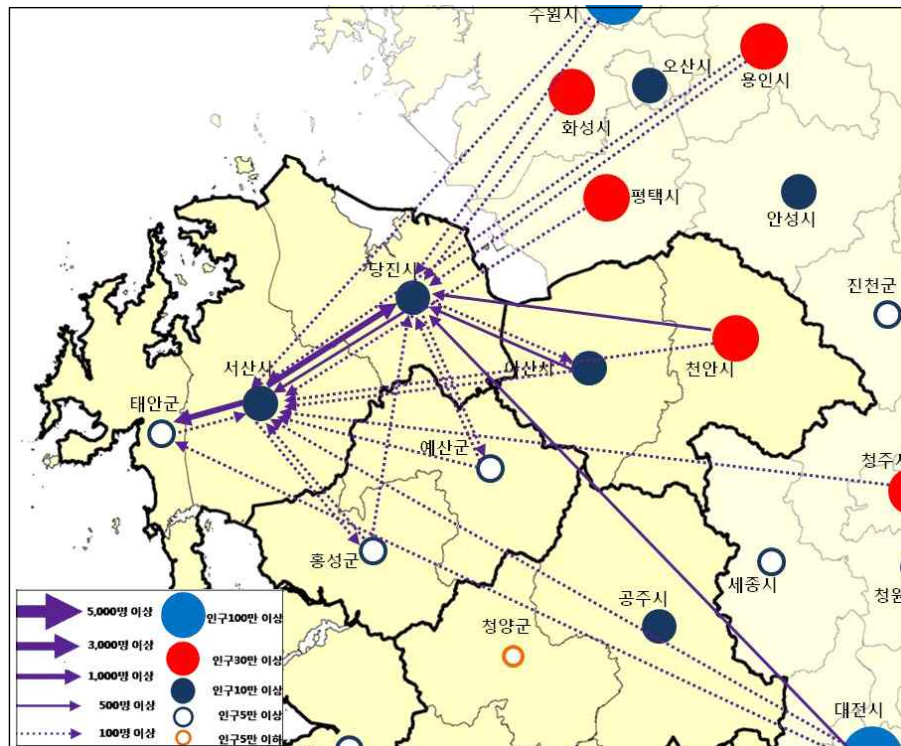 수원시
오산시
용인시
화성시
평택시
안성시
당진시
진천군
아산시
천안시
서산시
태안군
예산군
청주시
홍성군
세종시
공주시
청원
청양군
대전시
5,000명 이상
인구100만 이상
3,000명 이상
인구30만 이상
1,000명 이상
인구10만 이상
500명 이상
인구5만 이상
100명 이상
인구5만 이하